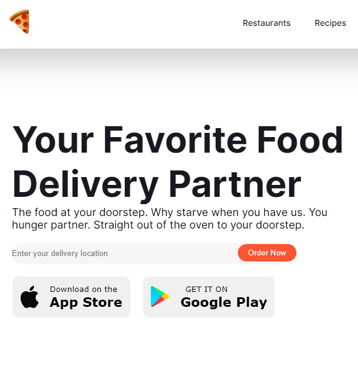 Restaurants Recipes
Your Favorite Food
Delivery Partner
The food at your doorstep. Why starve when you have us. You
hunger partner. Straight out of the oven to your doorstep.
Enter your delivery location Order Now
Download on the
App Store
GET IT ON
Google Play